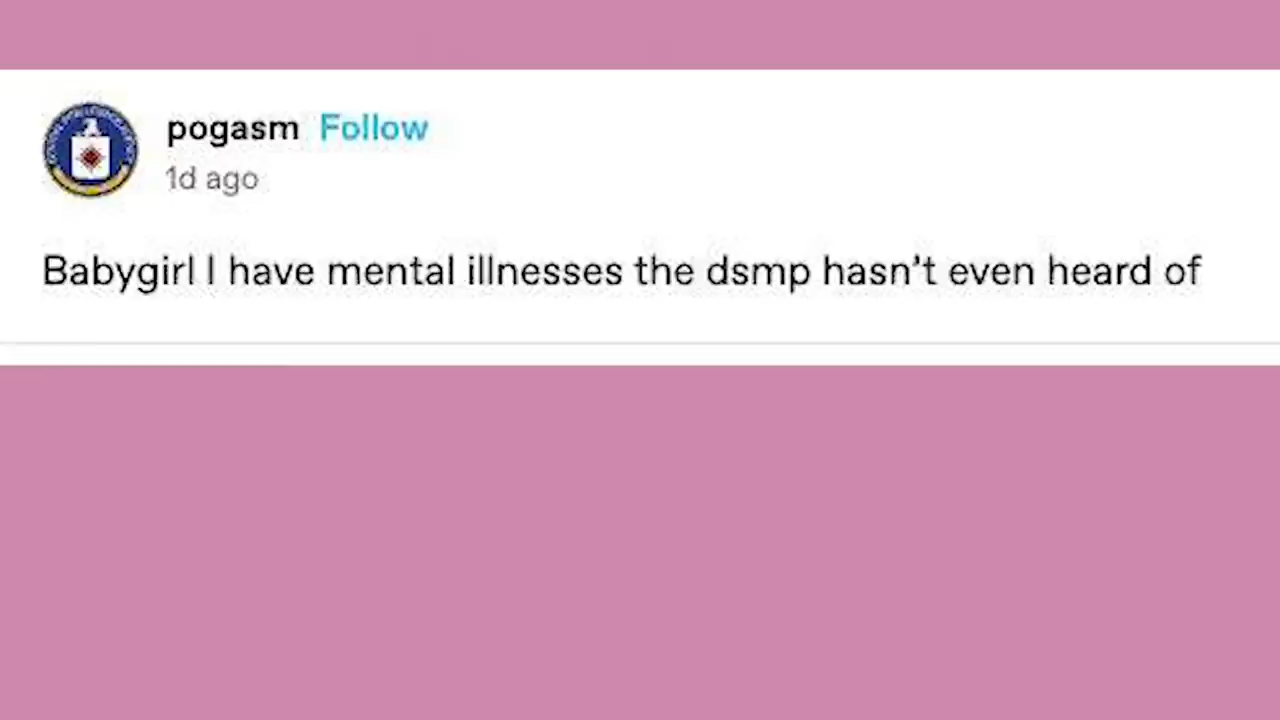 pogasm Follow
1d ago
Babygirl I have mental illnesses the dsmp hasn't even heard of